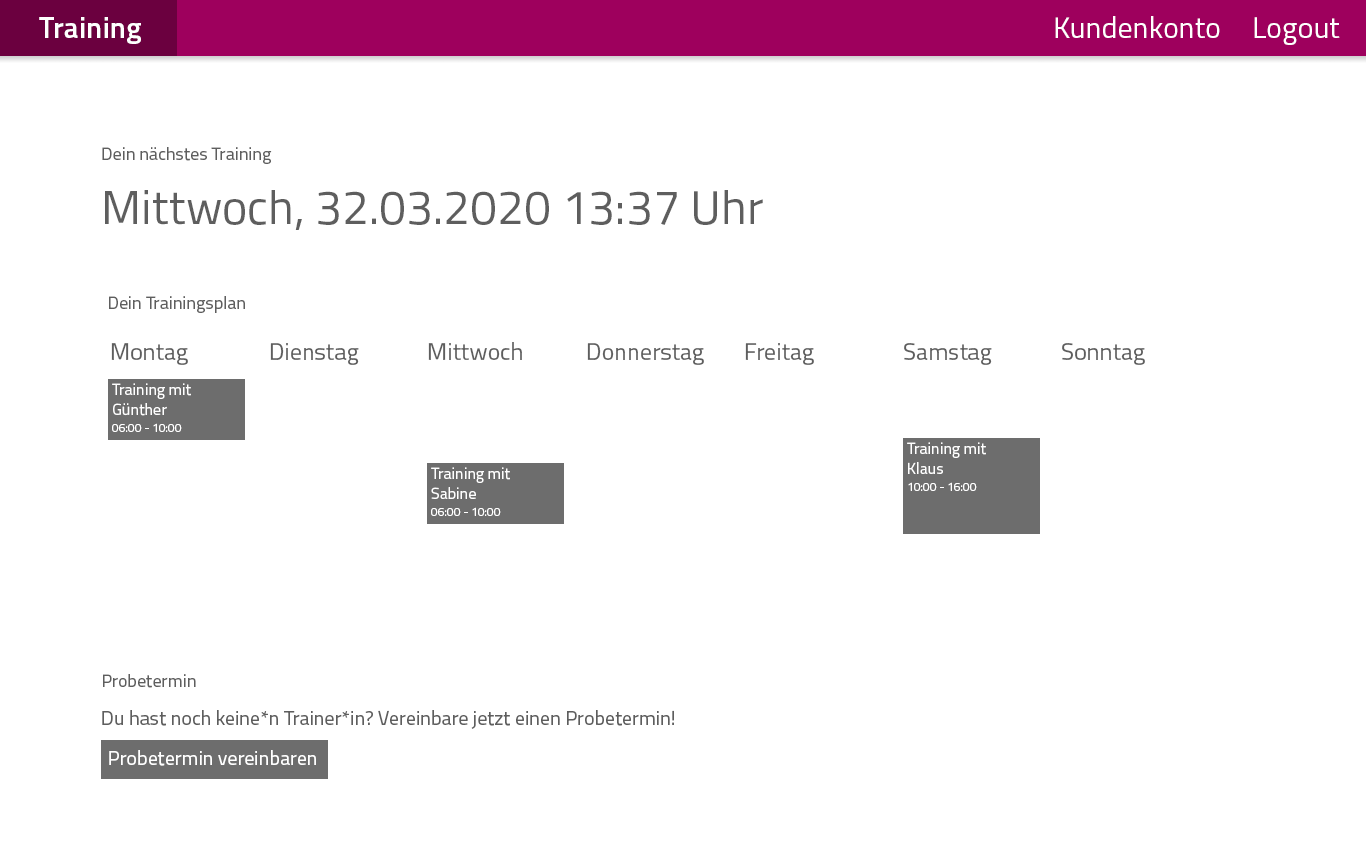 Training Kundenkonto Logout
Dein nächstes Training
Mittwoch, 32.03.2020 13:37 Uhr
Dein Trainingsplan
Montag Dienstag Mittwoch Donnerstag Freitag Samstag Sonntag
Training mit
Günther
06:00 - 10:00
Training mit
Sabine
06:00 - 10:00
Training mit
Klaus
10:00 - 16:00
Probetermin
Du hast noch keine*n Trainer*in? Vereinbare jetzt einen Probetermin!
Probetermin vereinbaren